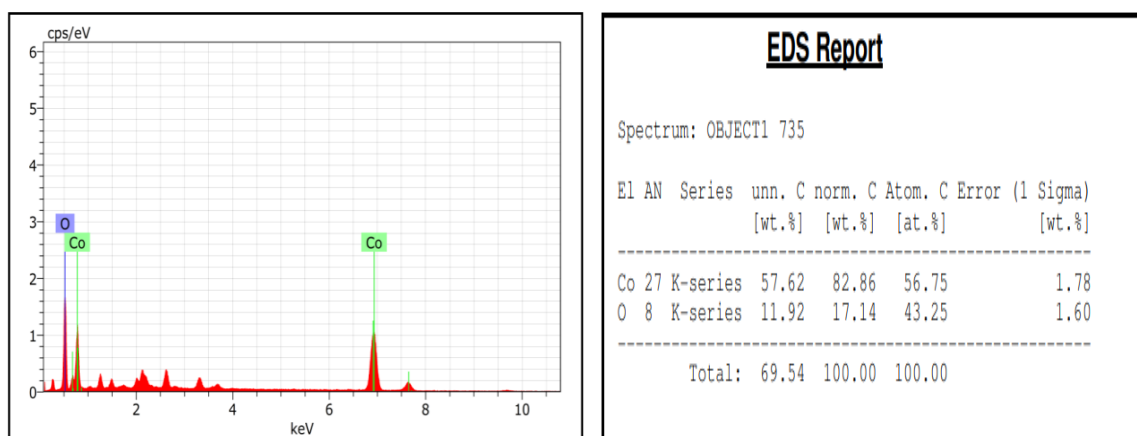 cps/eV
6
5
4
3
2
1
0
O
Co
Co
2 4 6 8 10
keV
EDS Report
Spectrum: OBJECT1 735
El AN Series unn. C norm. C Atom. C Error (1 Sigma)
[wt.%] [wt.%] [at.%] [wt.%]
------------------------------------------------
Co 27 K-series 57.62 82.86 56.75 1.78
O 8 K-series 11.92 17.14 43.25 1.60
------------------------------------------------
Total: 69.54 100.00 100.00